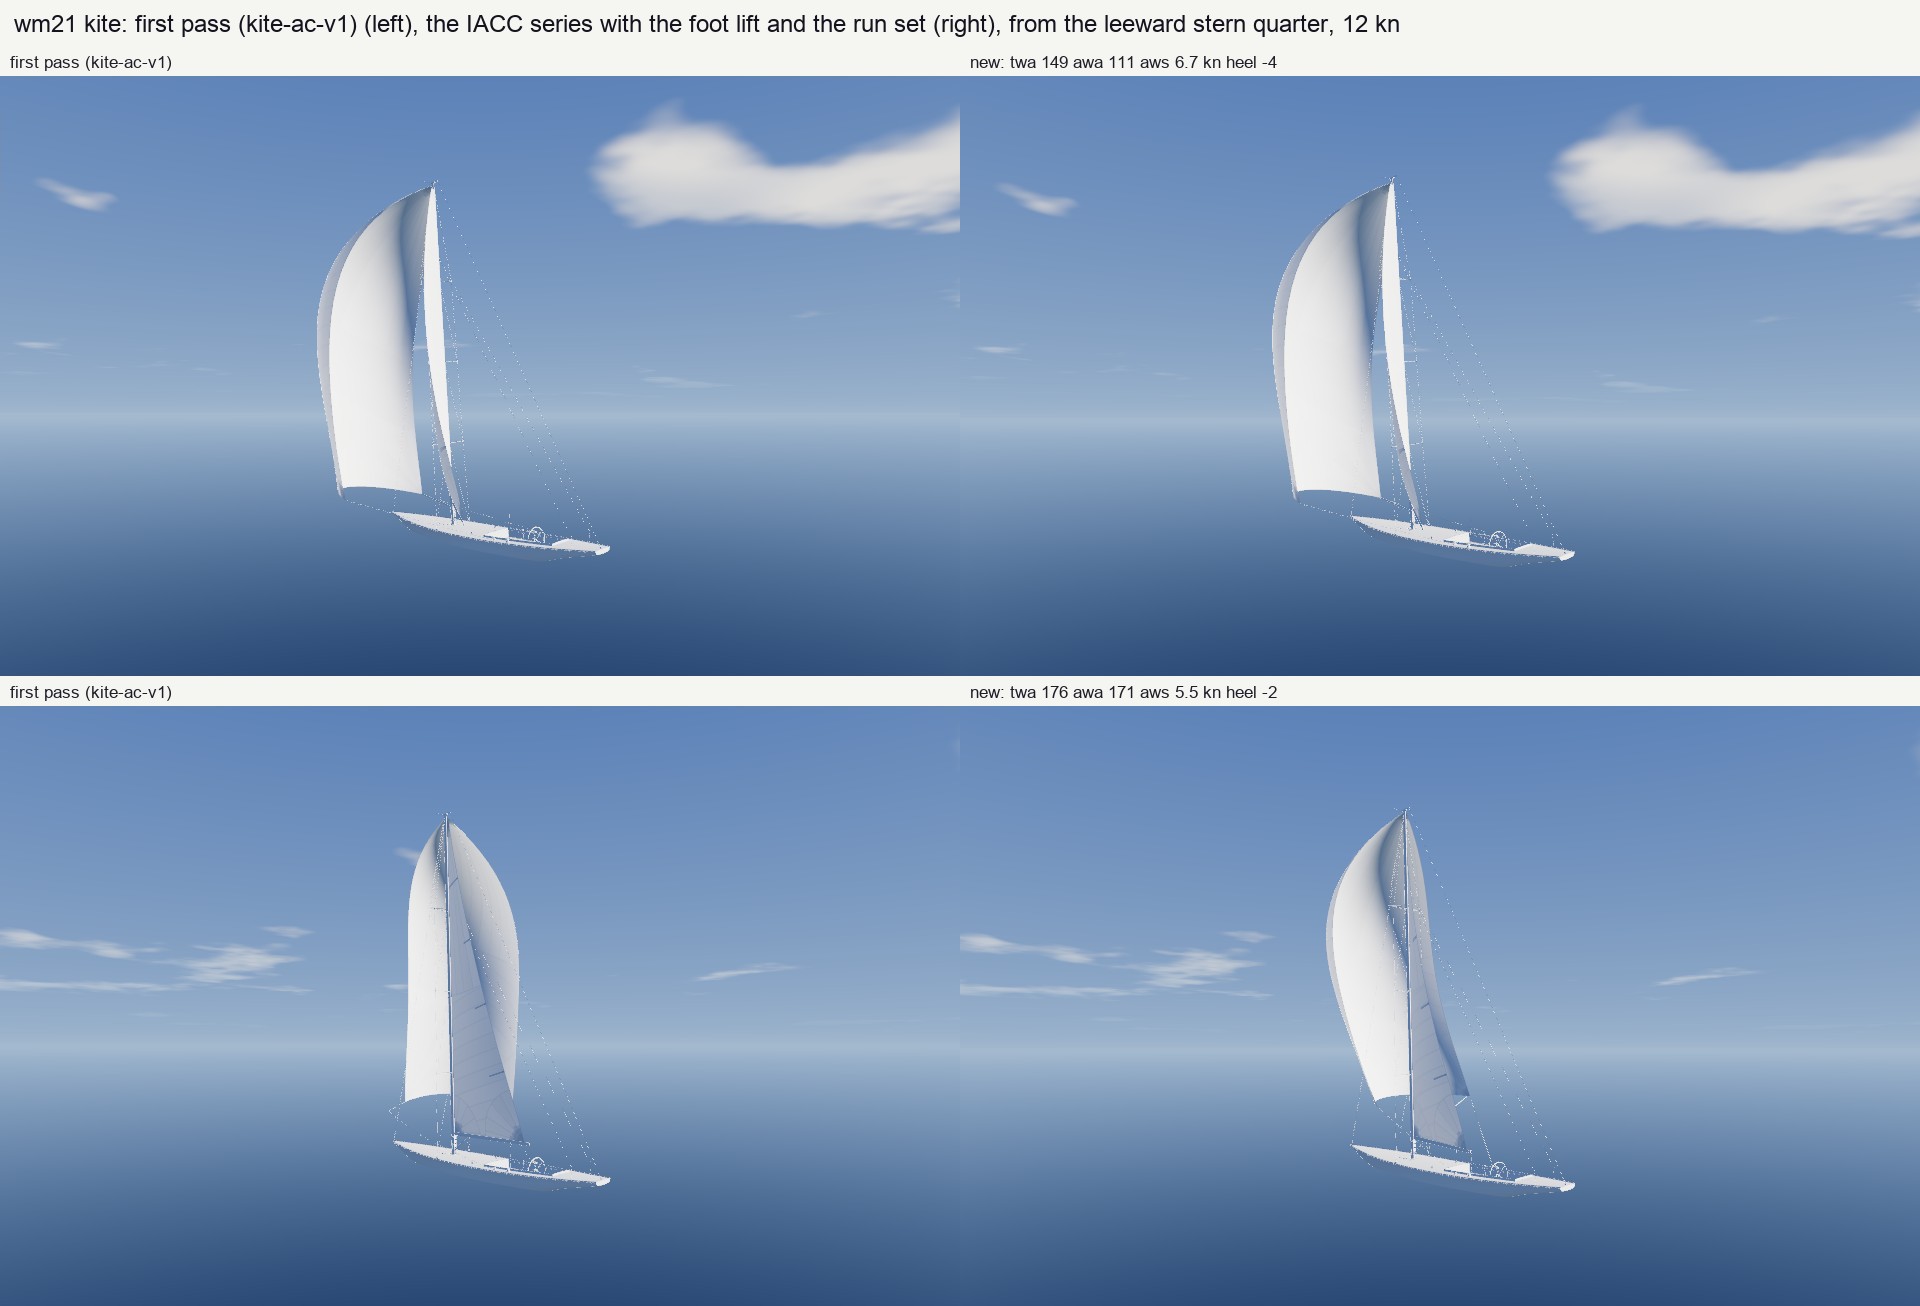 wm21 kite: first pass (kite-ac-v1) (left), the IACC series with the foot lift and the run set (right), from the leeward stern quarter, 12 kn
first pass (kite-ac-v1)
new: twa 149 awa 111 aws 6.7 kn heel -4
first pass (kite-ac-v1)
new: twa 176 awa 171 aws 5.5 kn heel -2